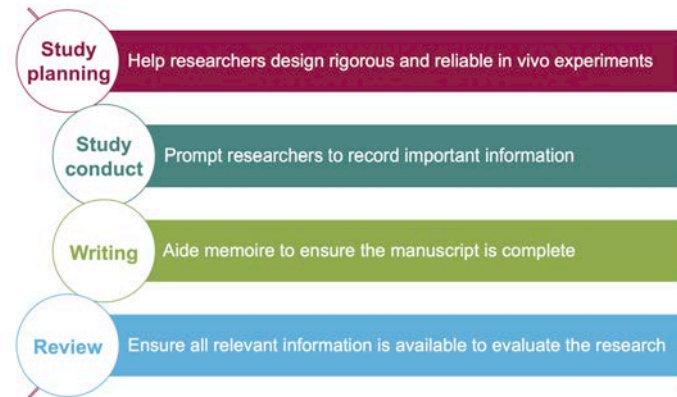 Study
planning
Help researchers design rigorous and reliable in vivo experiments
Study
conduct
Prompt researchers to record important information
Writing
Aide memoire to ensure the manuscript is complete
Review
Ensure all relevant information is available to evaluate the research